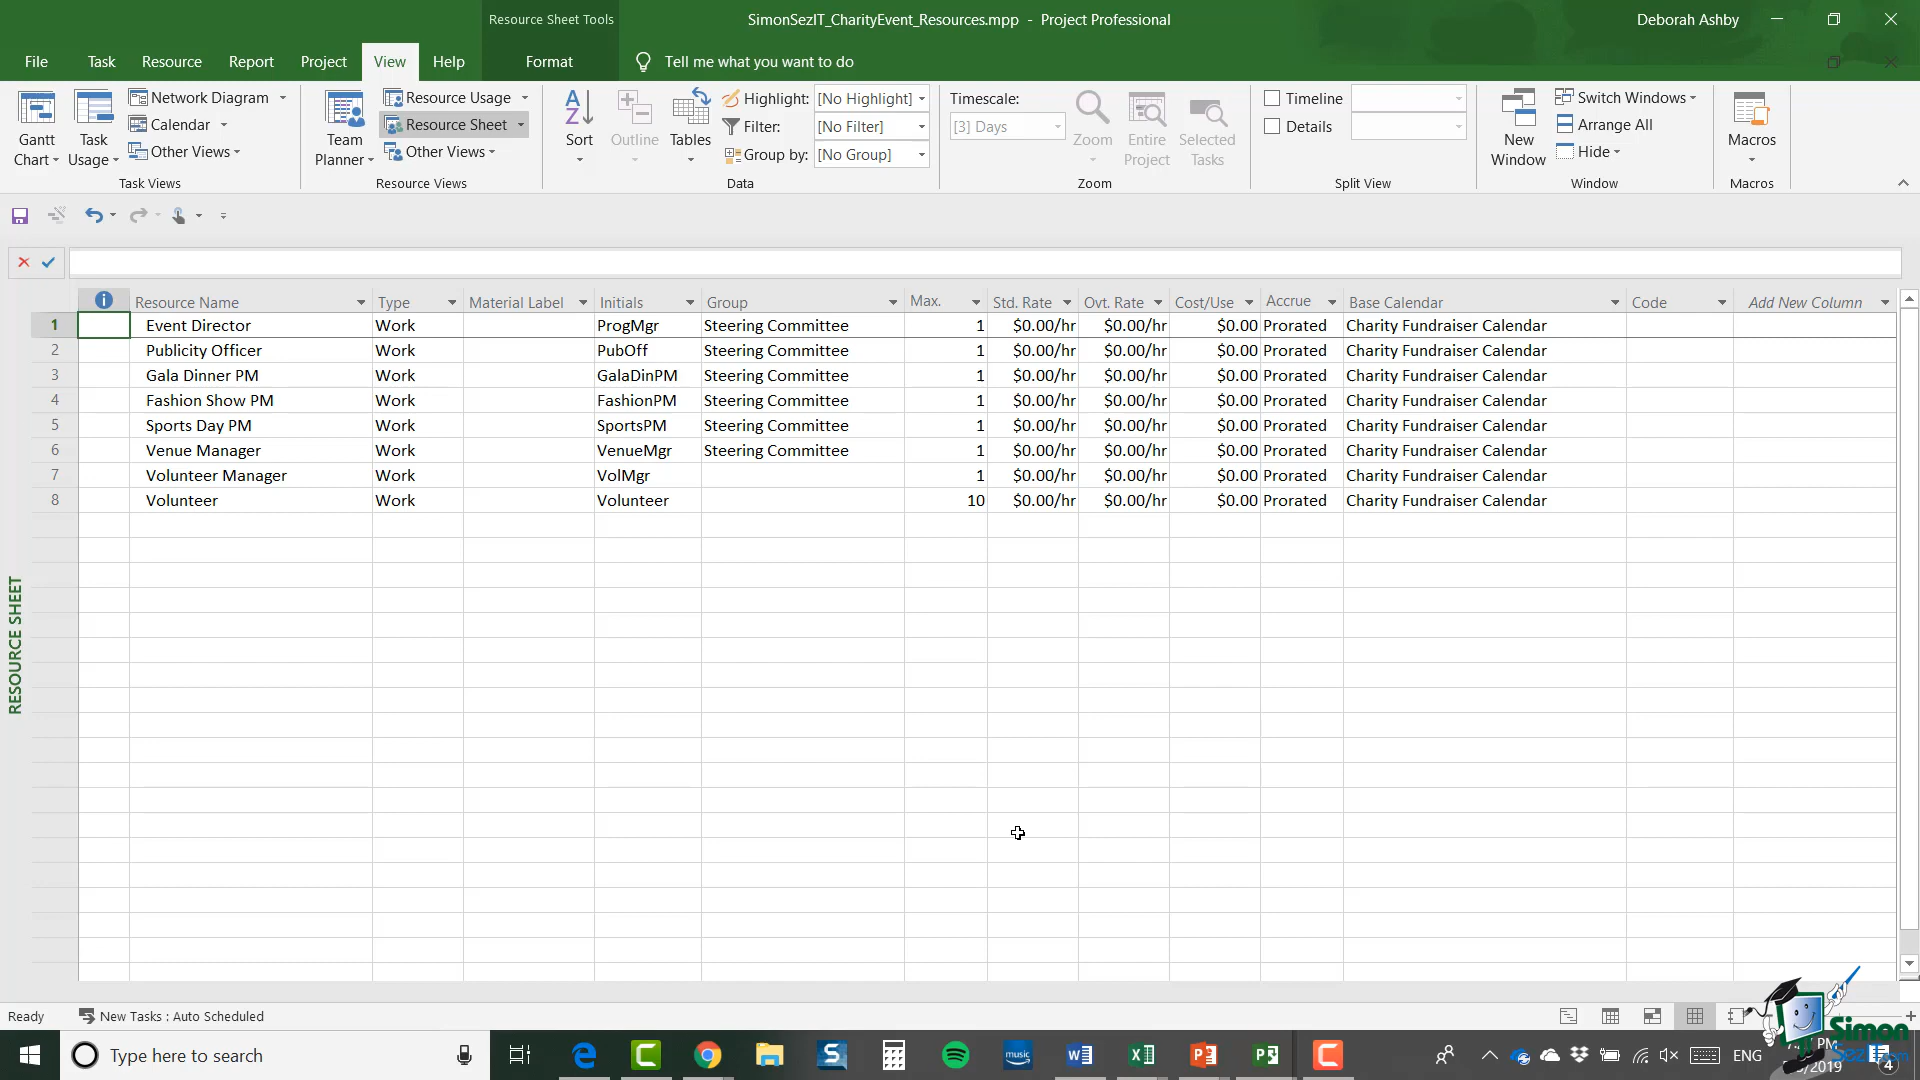 Resource Sheet Tools
SimonSezIT_CharityEvent_Resources.mpp - Project Professional
Deborah Ashby
File Task Resource Report Project View Help Format Tell me what you want to do
Gantt Chart
Task Usage
Network Diagram
Calendar
Other Views
Task Views
Team Planner
Resource Usage
Resource Sheet
Other Views
Resource Views
Sort
Outline
Tables
Highlight: [No Highlight]
Filter: [No Filter]
Group by: [No Group]
Data
Timescale:
[3] Days
Zoom
Entire Project
Selected Tasks
Zoom
Timeline
Details
Split View
New Window
Switch Windows
Arrange All
Hide
Window
Macros
Macros
Resource Name Type Material Label Initials Group Max. Std. Rate Ovt. Rate Cost/Use Accrue Base Calendar Code Add New Column
1 Event Director Work ProgMgr Steering Committee 1 $0.00/hr $0.00/hr $0.00 Prorated Charity Fundraiser Calendar
2 Publicity Officer Work PubOff Steering Committee 1 $0.00/hr $0.00/hr $0.00 Prorated Charity Fundraiser Calendar
3 Gala Dinner PM Work GalaDinPM Steering Committee 1 $0.00/hr $0.00/hr $0.00 Prorated Charity Fundraiser Calendar
4 Fashion Show PM Work FashionPM Steering Committee 1 $0.00/hr $0.00/hr $0.00 Prorated Charity Fundraiser Calendar
5 Sports Day PM Work SportsPM Steering Committee 1 $0.00/hr $0.00/hr $0.00 Prorated Charity Fundraiser Calendar
6 Venue Manager Work VenueMgr Steering Committee 1 $0.00/hr $0.00/hr $0.00 Prorated Charity Fundraiser Calendar
7 Volunteer Manager Work VolMgr 1 $0.00/hr $0.00/hr $0.00 Prorated Charity Fundraiser Calendar
8 Volunteer Work Volunteer 10 $0.00/hr $0.00/hr $0.00 Prorated Charity Fundraiser Calendar
RESOURCE SHEET
Ready New Tasks : Auto Scheduled
Type here to search
music
ENG
Simon
SezIT.com
4